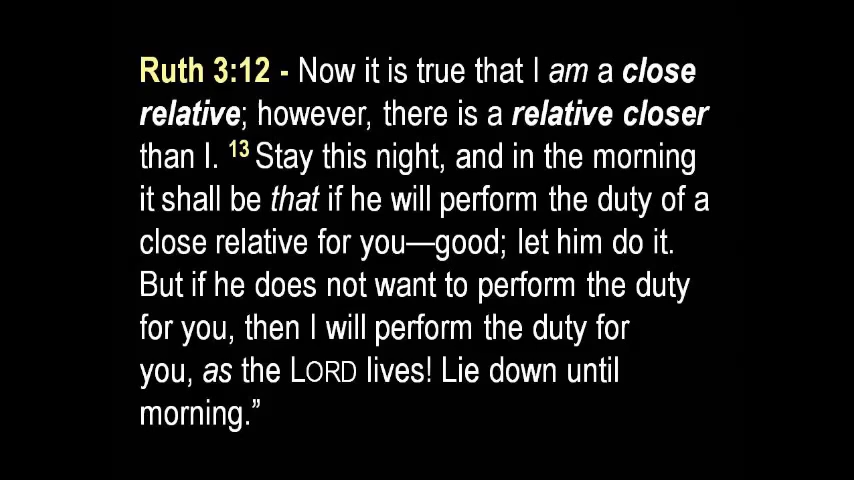 Ruth 3:12 - Now it is true that I am a close
relative; however, there is a relative closer
than I. 13 Stay this night, and in the morning
it shall be that if he will perform the duty of a
close relative for you—good; let him do it.
But if he does not want to perform the duty
for you, then I will perform the duty for
you, as the LORD lives! Lie down until
morning.”